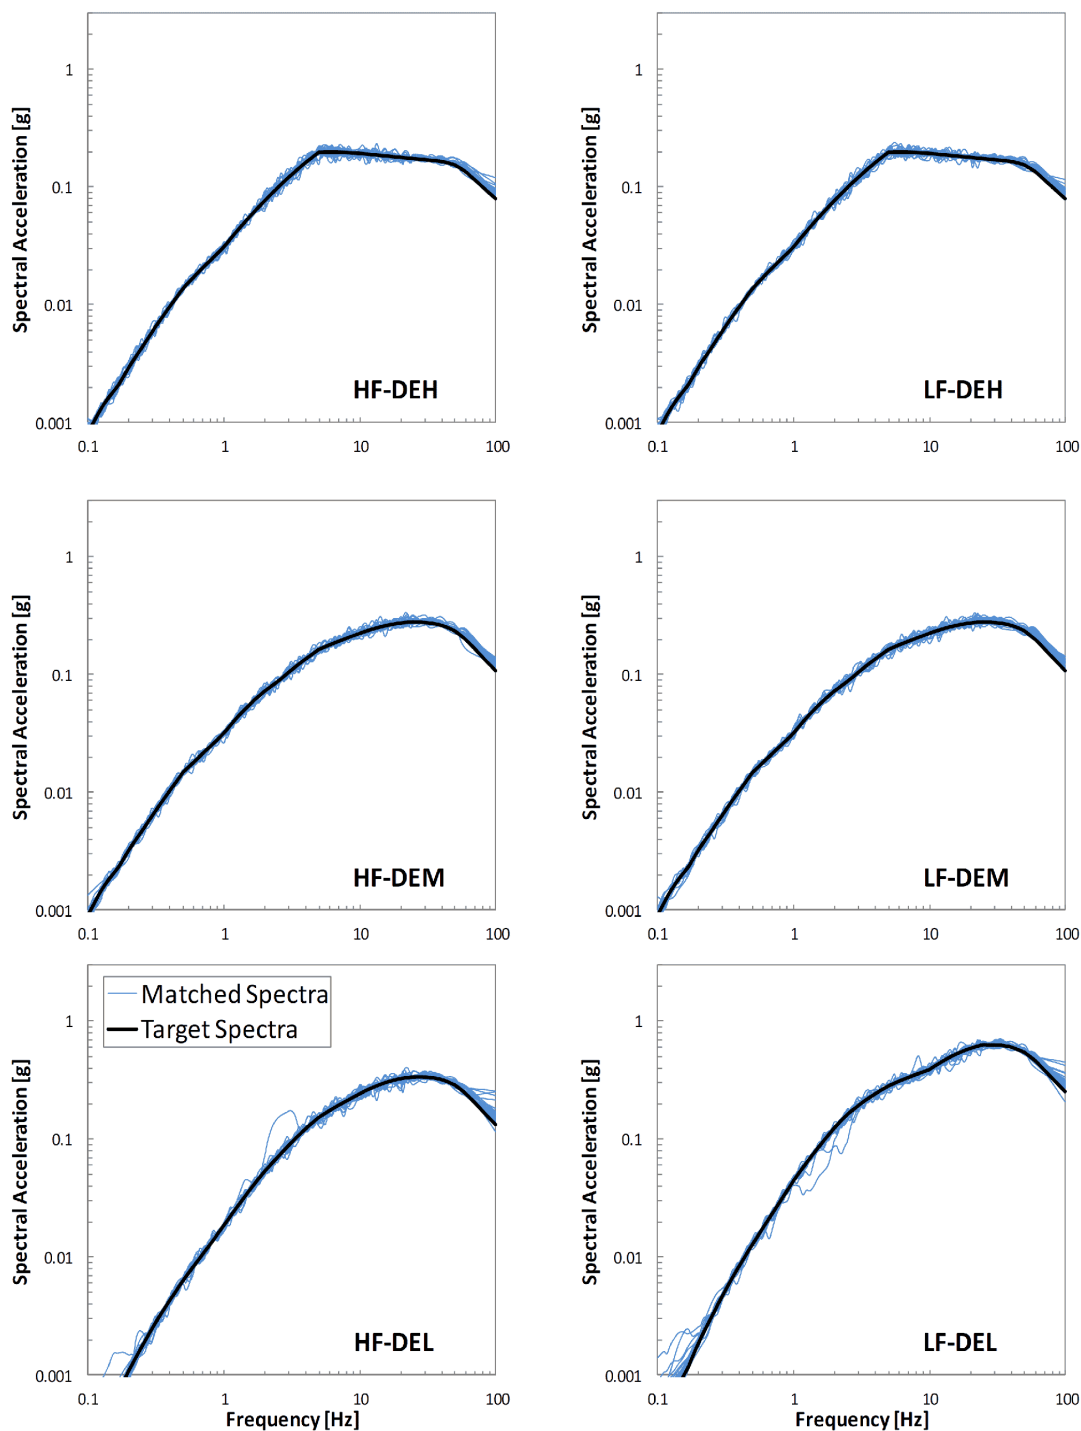 Spectral Acceleration [g]
1
0.1
0.01
0.001
HF-DEH
0.1 1 10 100
Spectral Acceleration [g]
1
0.1
0.01
0.001
LF-DEH
0.1 1 10 100
Spectral Acceleration [g]
1
0.1
0.01
0.001
HF-DEM
0.1 1 10 100
Spectral Acceleration [g]
1
0.1
0.01
0.001
LF-DEM
0.1 1 10 100
Spectral Acceleration [g]
Matched Spectra
Target Spectra
1
0.1
0.01
0.001
HF-DEL
0.1 1 10 100
Frequency [Hz]
Spectral Acceleration [g]
1
0.1
0.01
0.001
LF-DEL
0.1 1 10 100
Frequency [Hz]